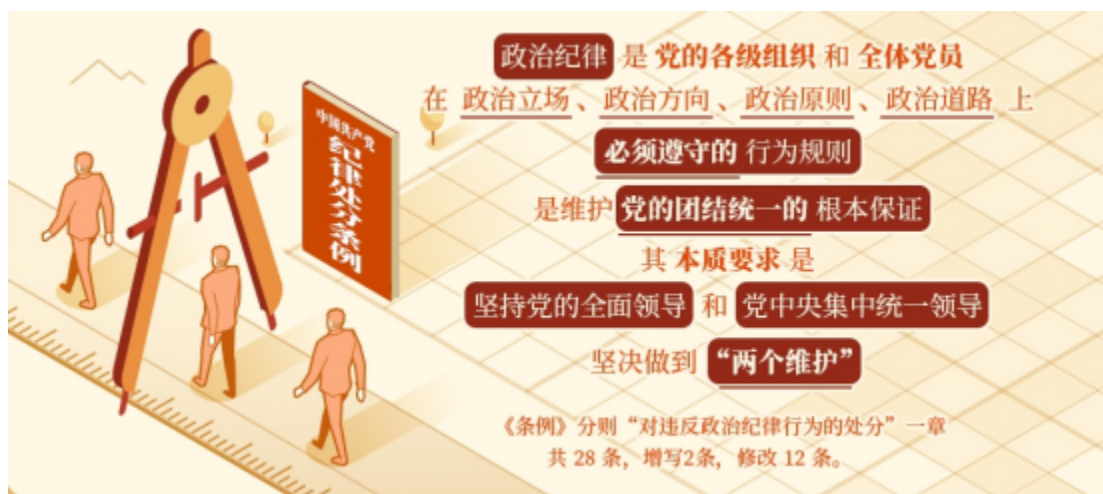 中国共产党
纪律处分条例
政治纪律 是 党的各级组织 和 全体党员
在 政治立场、政治方向、政治原则、政治道路 上
必须遵守的 行为规则
是维护 党的团结统一的 根本保证
其 本质要求 是
坚持党的全面领导 和 党中央集中统一领导
坚决做到 “两个维护”
《条例》分则“对违反政治纪律行为的处分”一章
共 28 条，增写2条，修改 12 条。